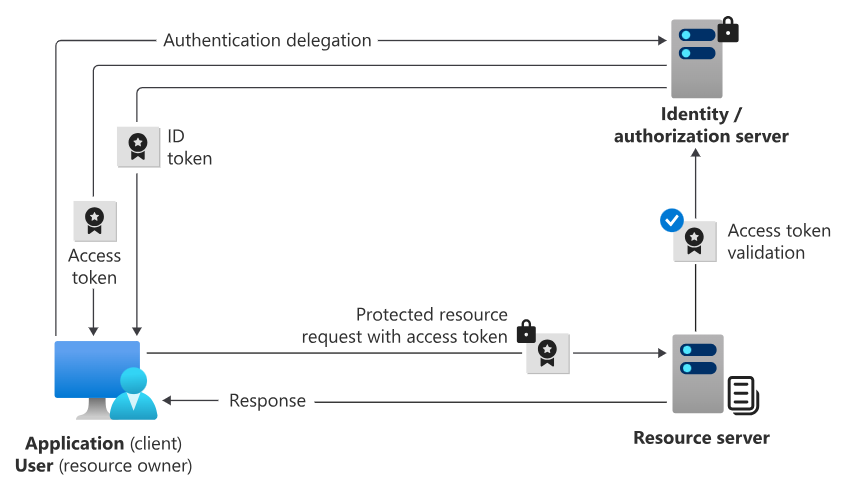 Authentication delegation
Identity /
authorization server
ID
token
Access
token
Access token
validation
Protected resource
request with access token
Response
Application (client)
User (resource owner)
Resource server